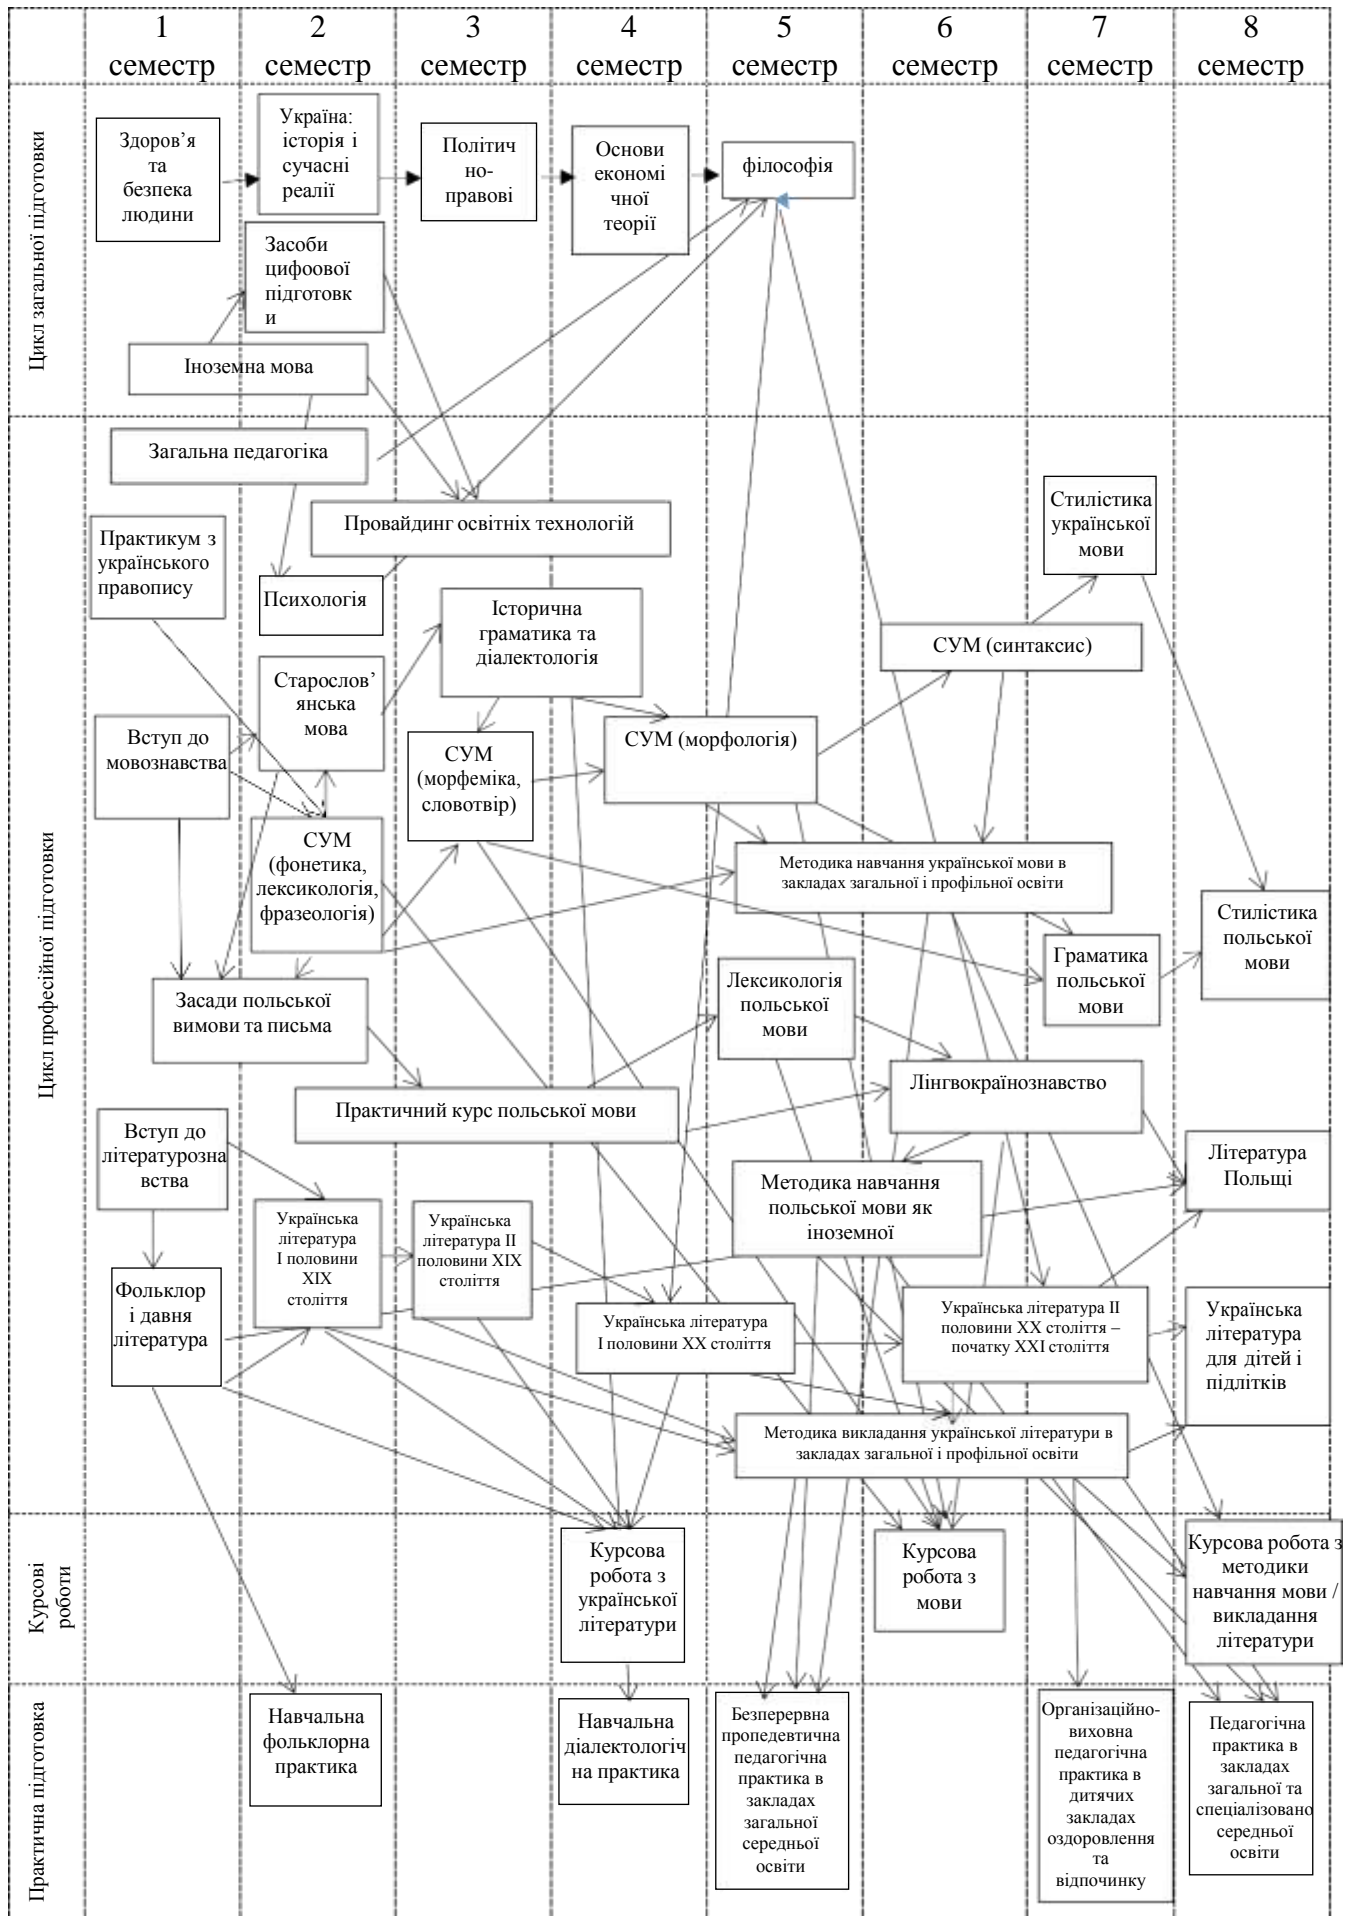 1
семестр
2
семестр
3
семестр
4
семестр
5
семестр
6
семестр
7
семестр
8
семестр
Цикл загальної підготовки
Здоров’я
та
безпека
людини
Україна:
історія і
сучасні
реалії
Політич
но-
правові
Основи
економі
чної
теорії
філософія
Засоби
цифоової
підготовк
и
Іноземна мова
Цикл професійної підготовки
Загальна педагогіка
Провайдинг освітніх технологій
Стилістика
української
мови
Практикум з
українського
правопису
Психологія
Історична
граматика та
діалектологія
СУМ (синтаксис)
Старослов’
янська
мова
Вступ до
мовознавства
СУМ
(морфеміка,
словотвір)
СУМ (морфологія)
СУМ
(фонетика,
лексикологія,
фразеологія)
Методика навчання української мови в
закладах загальної і профільної освіти
Стилістика
польської
мови
Граматика
польської
мови
Лексикологія
польської
мови
Засади польської
вимови та письма
Лінгвокраїнознавство
Практичний курс польської мови
Вступ до
літературозна
вства
Література
Польщі
Методика навчання
польської мови як
іноземної
Українська
література
І половини
ХІХ
століття
Українська
література ІІ
половини ХІХ
століття
Фольклор
і давня
література
Українська література
І половини ХХ століття
Українська література ІІ
половини ХХ століття –
початку ХХІ століття
Українська
література
для дітей і
підлітків
Методика викладання української літератури в
закладах загальної і профільної освіти
Курсові
роботи
Курсова
робота з
української
літератури
Курсова
робота з
мови
Курсова робота з
методики
навчання мови /
викладання
літератури
Практична підготовка
Навчальна
фольклорна
практика
Навчальна
діалектологіч
на практика
Безперервна
пропедевтична
педагогічна
практика в
закладах
загальної
середньої
освіти
Організаційно-
виховна
педагогічна
практика в
дитячих
закладах
оздоровлення
та
відпочинку
Педагогічна
практика в
закладах
загальної та
спеціалізовано
середньої
освіти